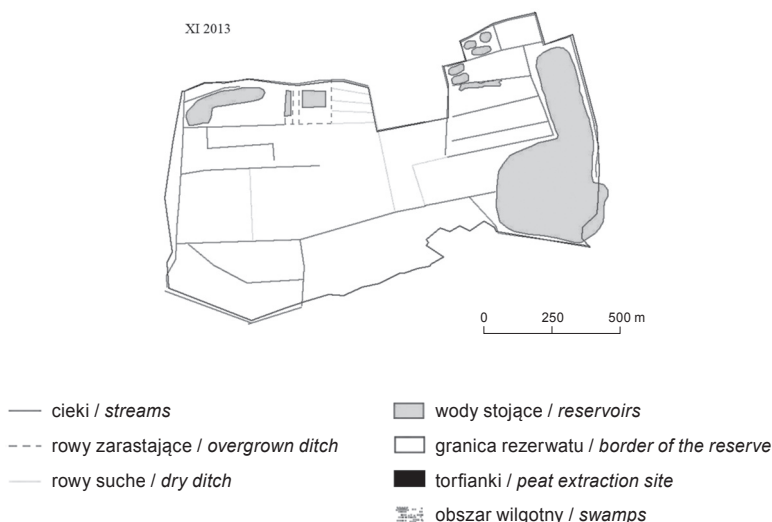 XI 2013
0 250 500 m
cieki / streams
rowy zarastające / overgrown ditch
rowy suche / dry ditch
wody stojące / reservoirs
granica rezerwatu / border of the reserve
torfianki / peat extraction site
obszar wilgotny / swamps